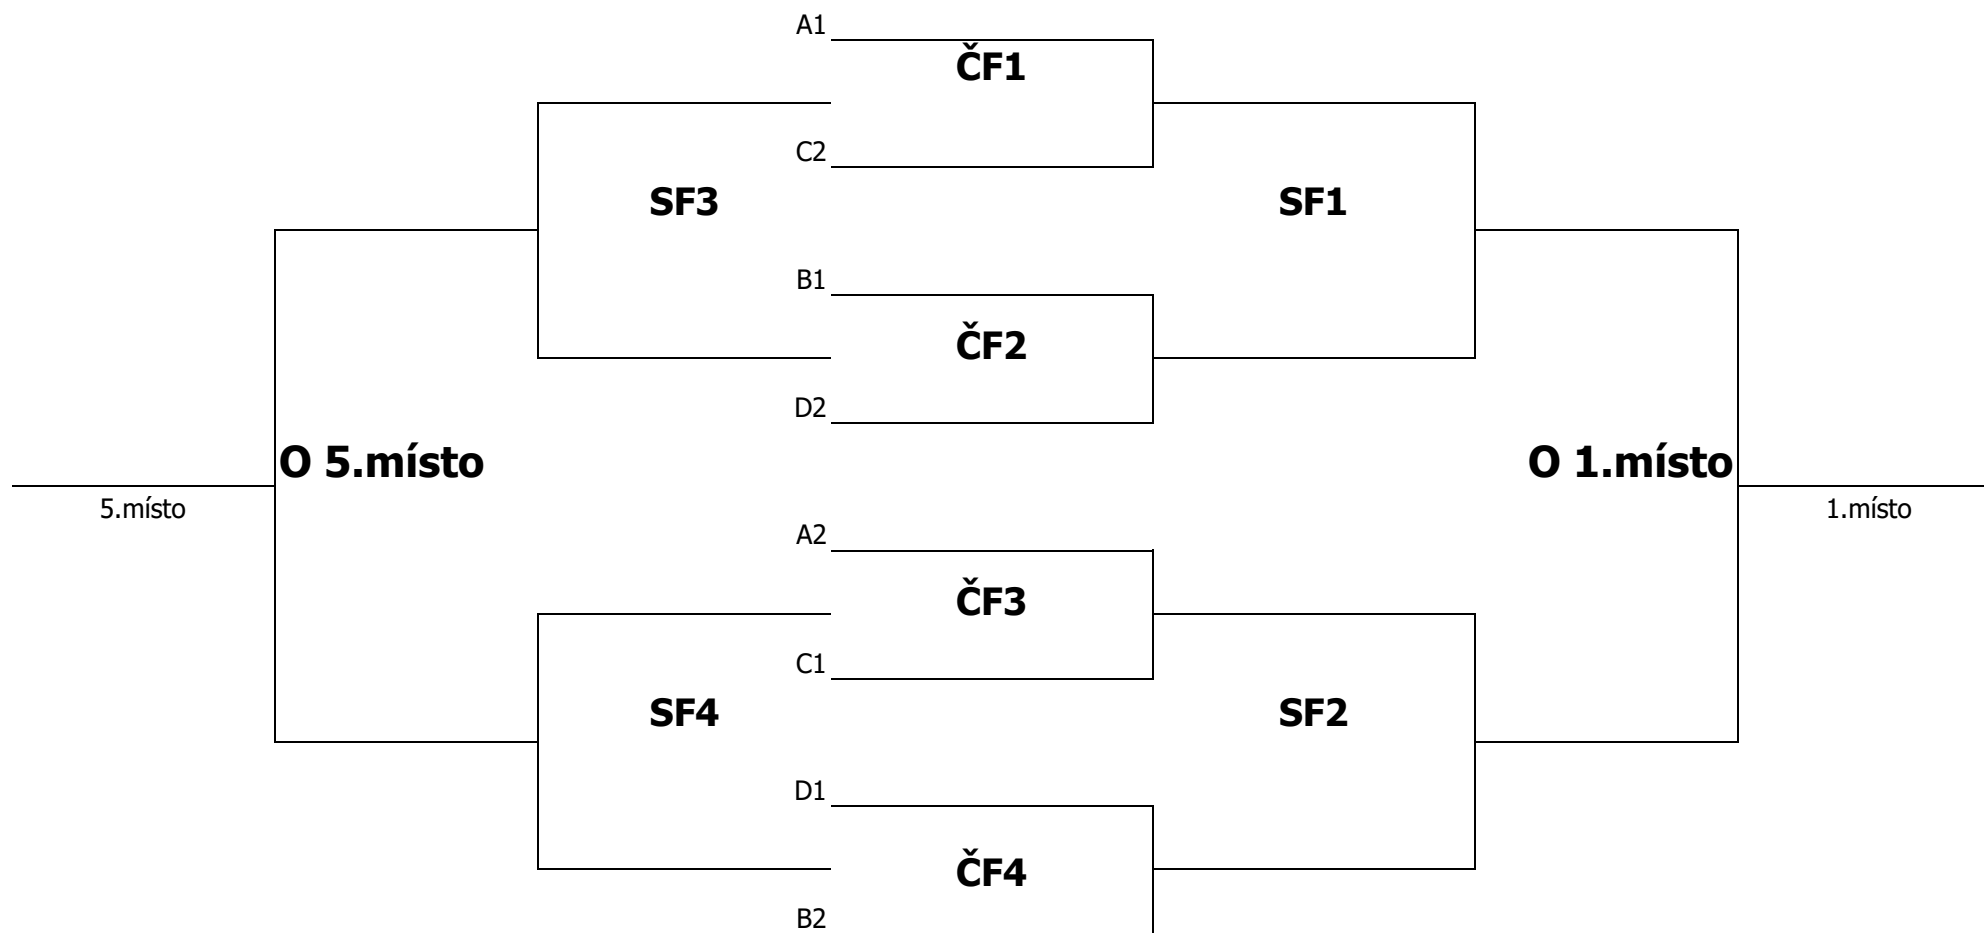 A1
ČF1
C2
SF3
SF1
B1
ČF2
D2
O 5.místo
O 1.místo
5.místo
1.místo
A2
ČF3
C1
SF4
SF2
D1
ČF4
B2